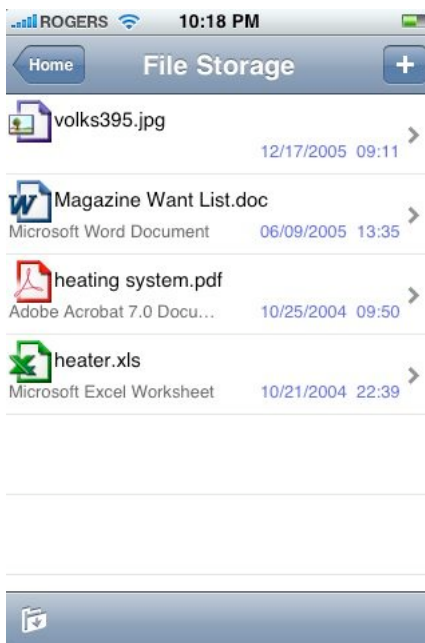 ROGERS 10:18 PM
Home File Storage +
volks395.jpg
12/17/2005 09:11
Magazine Want List.doc
Microsoft Word Document 06/09/2005 13:35
heating system.pdf
Adobe Acrobat 7.0 Docu... 10/25/2004 09:50
heater.xls
Microsoft Excel Worksheet 10/21/2004 22:39